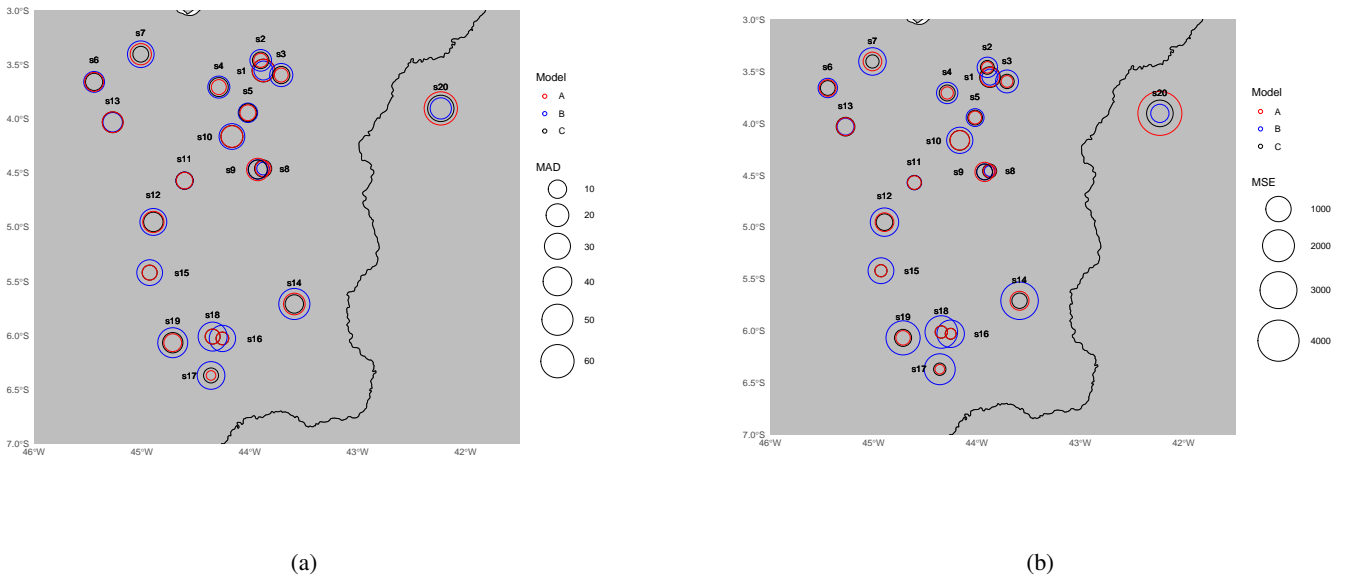 3.0°S
3.5°S
4.0°S
4.5°S
5.0°S
5.5°S
6.0°S
6.5°S
7.0°S
46°W
45°W
44°W
43°W
42°W
s7
s6
s13
s2
s3
s1
s4
s5
s10
s20
s11
s9
s8
s12
s15
s14
s18
s19
s16
s17
Model
A
B
C
MAD
10
20
30
40
50
60
(a)
3.0°S
3.5°S
4.0°S
4.5°S
5.0°S
5.5°S
6.0°S
6.5°S
7.0°S
46°W
45°W
44°W
43°W
42°W
s7
s6
s13
s2
s3
s1
s4
s5
s10
s20
s11
s9
s8
s12
s15
s14
s18
s19
s16
s17
Model
A
B
C
MSE
1000
2000
3000
4000
(b)